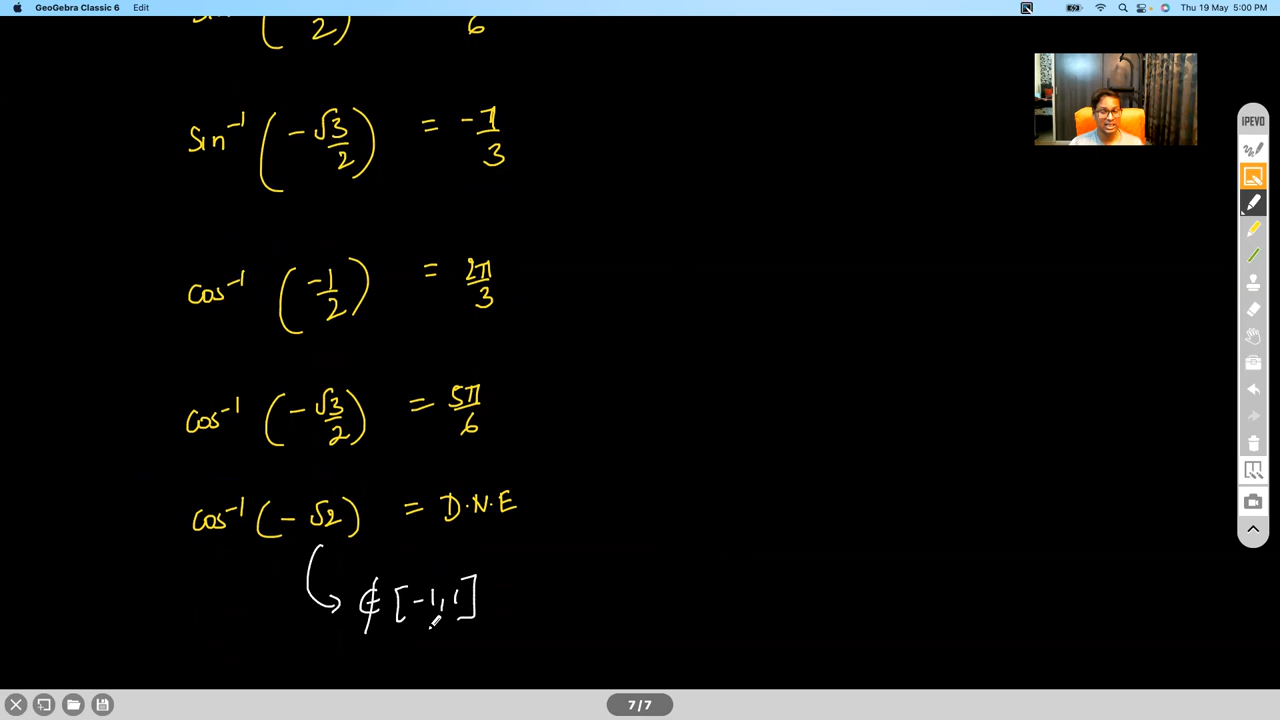 GeoGebra Classic 6 Edit Thu 19 May 5:00 PM
IPEVO
sin⁻¹(-√3/2) = -π/3
cos⁻¹(-1/2) = 2π/3
cos⁻¹(-√3/2) = 5π/6
cos⁻¹(-√2) = D.N.E
∉ [-1,1]
7/7